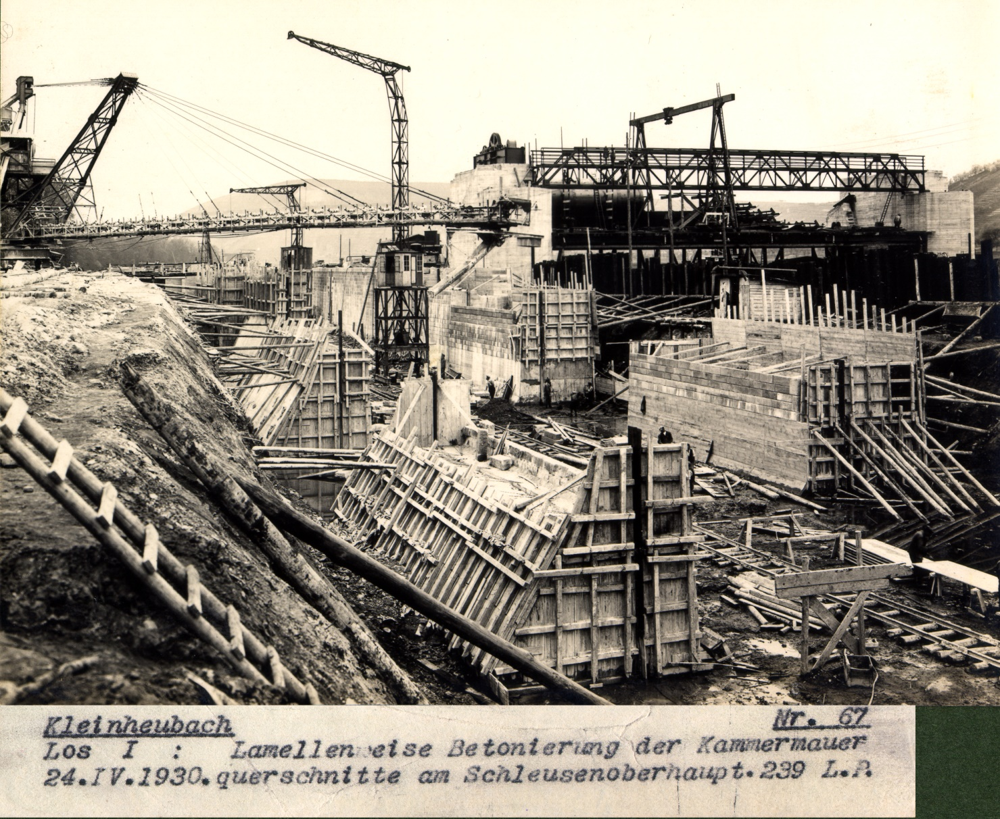 Kleinheubach Nr. 67
Los I : Lamellenweise Betonierung der Kammermauer
24.IV.1930. querschnitte am Schleusenoberhaupt. 239 L.P.